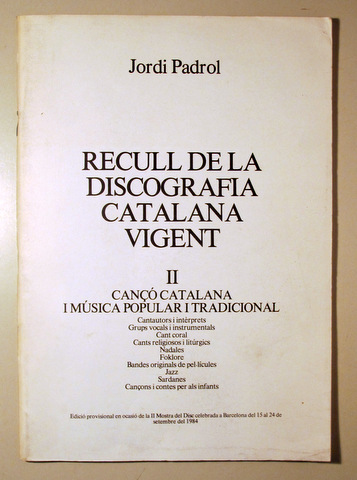 Jordi Padrol
RECULL DE LA
DISCOGRAFIA
CATALANA
VIGENT
II
CANÇÓ CATALANA
I MÚSICA POPULAR I TRADICIONAL
Cantautors i intèrprets
Grups vocals i instrumentals
Cant coral
Cants religiosos i litúrgics
Nadales
Foklore
Bandes originals de pel·lícules
Jazz
Sardanes
Cançons i contes per als infants
Edició provisional en ocasió de la II Mostra del Disc celebrada a Barcelona del 15 al 24 de
setembre del 1984